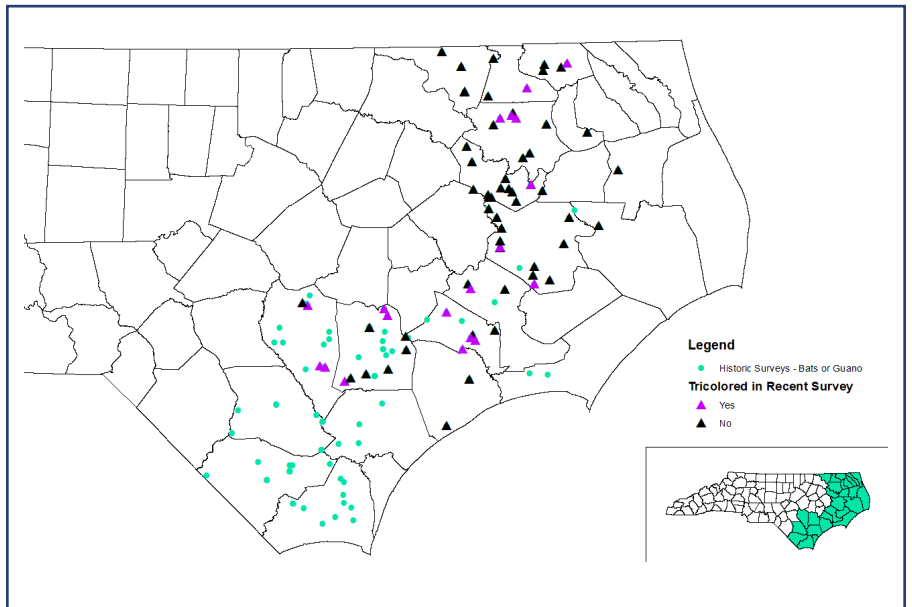 Legend
Historic Surveys - Bats or Guano
Tricolored in Recent Survey
Yes
No